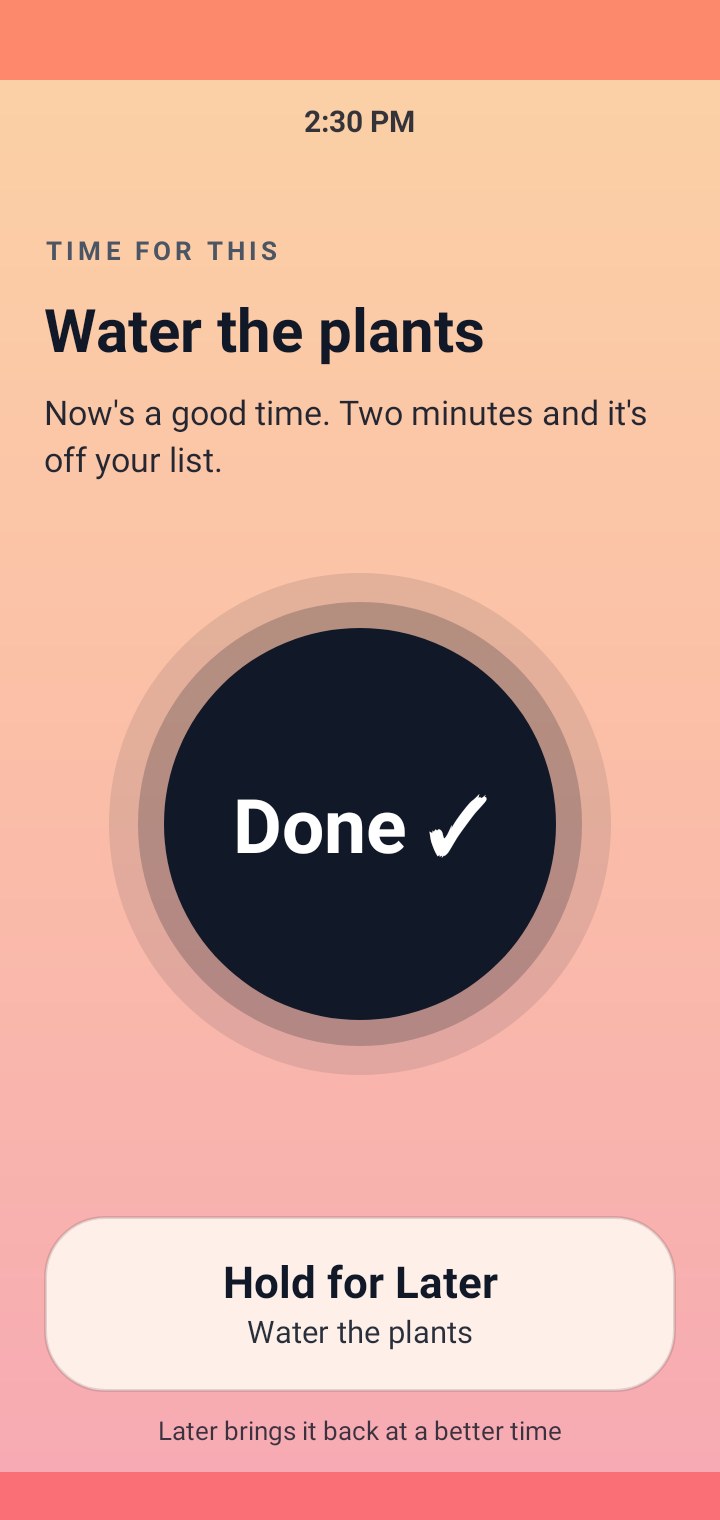 2:30 PM
TIME FOR THIS
Water the plants
Now's a good time. Two minutes and it's
off your list.
Done ✓
Hold for Later
Water the plants
Later brings it back at a better time